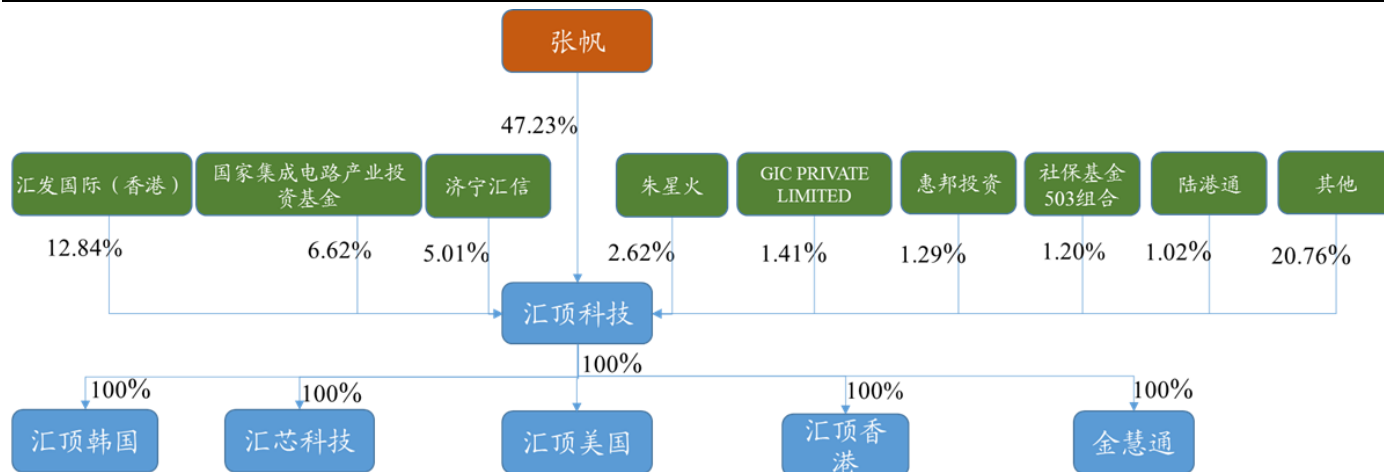 张帆
47.23%
汇发国际（香港）
国家集成电路产业投
资基金
济宁汇信
朱星火
GIC PRIVATE
LIMITED
惠邦投资
社保基金
503组合
陆港通
其他
12.84%
6.62%
5.01%
2.62%
1.41%
1.29%
1.20%
1.02%
20.76%
汇顶科技
100%
100%
100%
100%
100%
汇顶韩国
汇芯科技
汇顶美国
汇顶香
港
金慧通